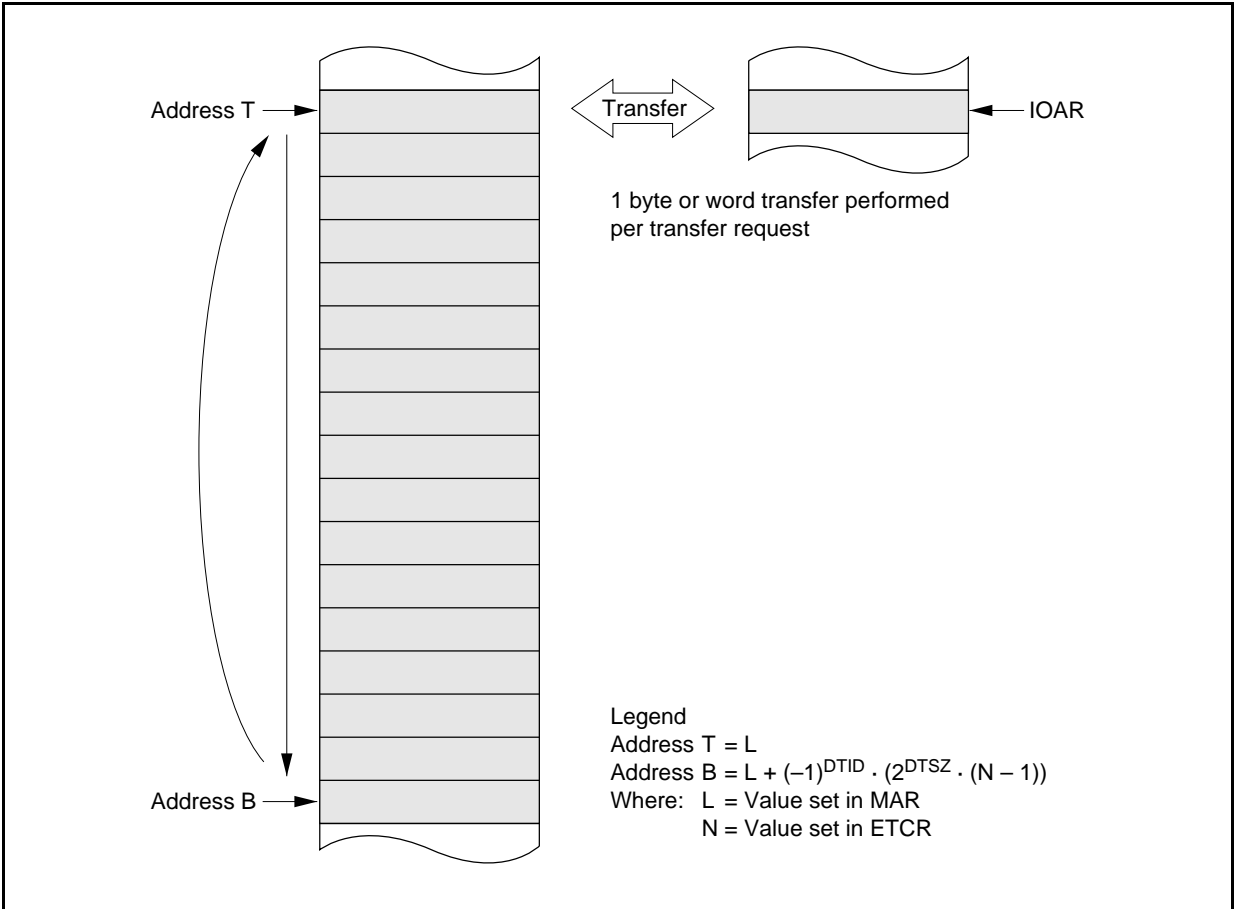 Address T
Transfer
IOAR
1 byte or word transfer performed
per transfer request
Address B
Legend
Address T = L
Address B = L + (–1)^DTID · (2^DTSZ · (N – 1))
Where: L = Value set in MAR
N = Value set in ETCR